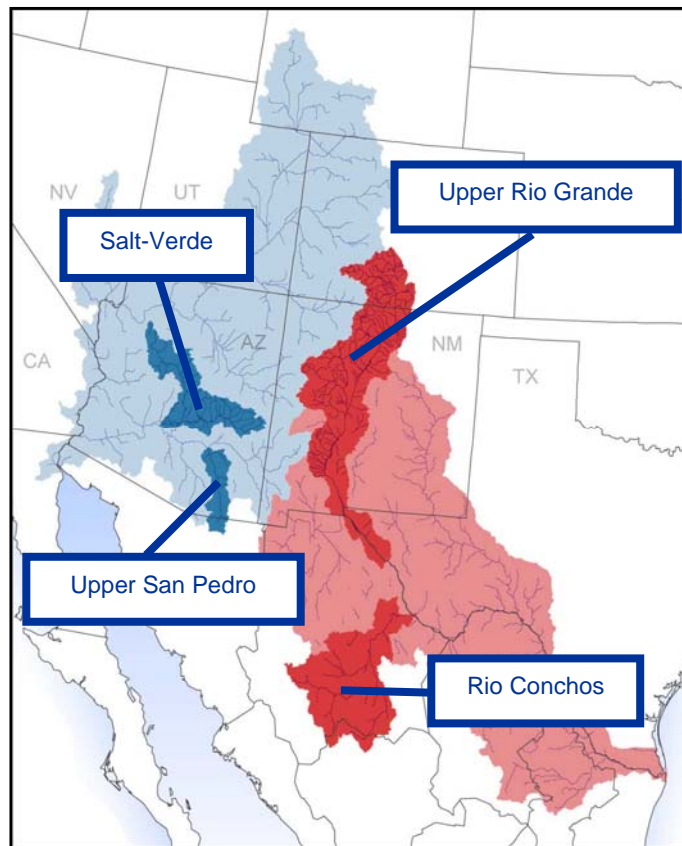 Upper Rio Grande
NV
UT
Salt-Verde
CA
AZ
NM
TX
Upper San Pedro
Rio Conchos